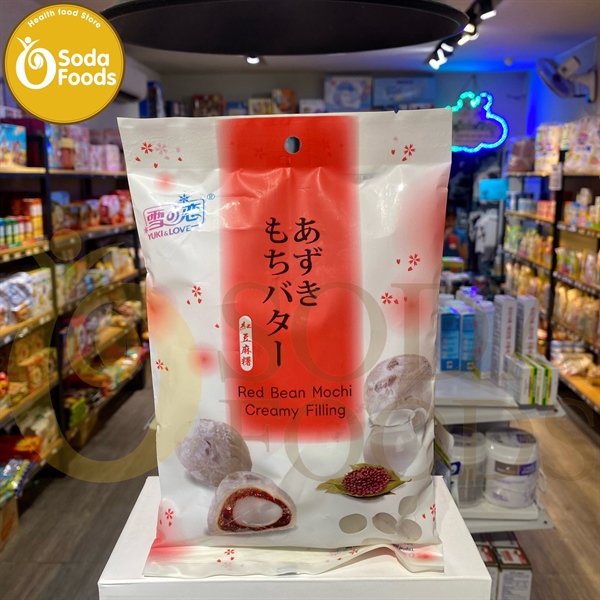 Health food Store
Soda
Foods
雪の恋®
YUKI & LOVE
あずき
もちバター
紅豆麻糬
Red Bean Mochi
Creamy Filling